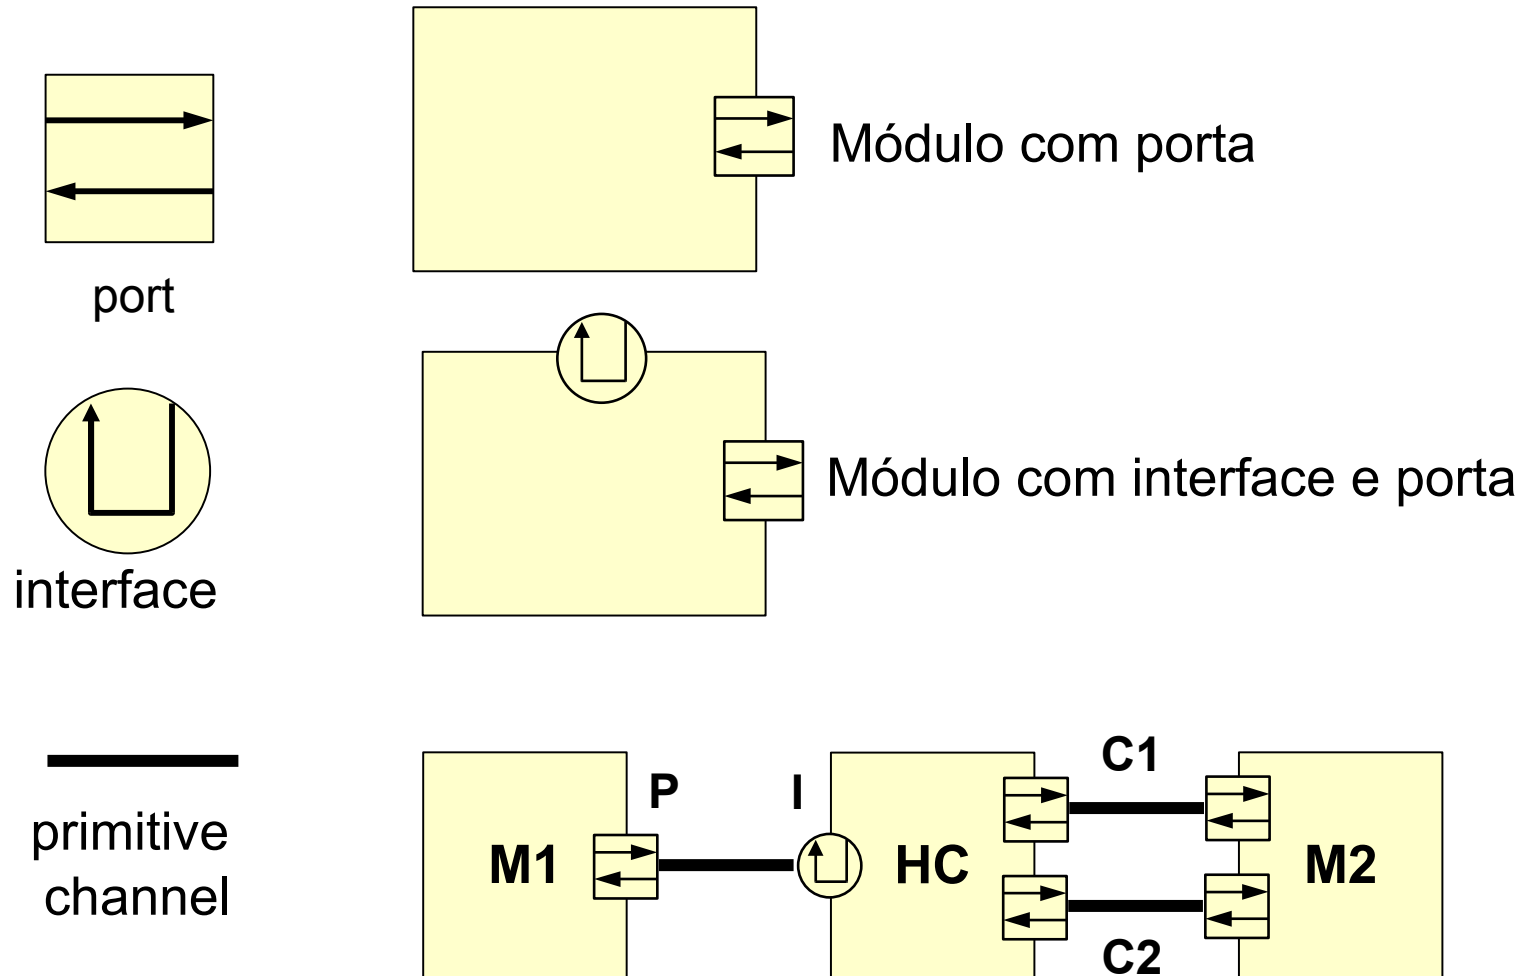 Módulo com porta
port
Módulo com interface e porta
interface
primitive
channel
P
I
C1
M1
HC
M2
C2